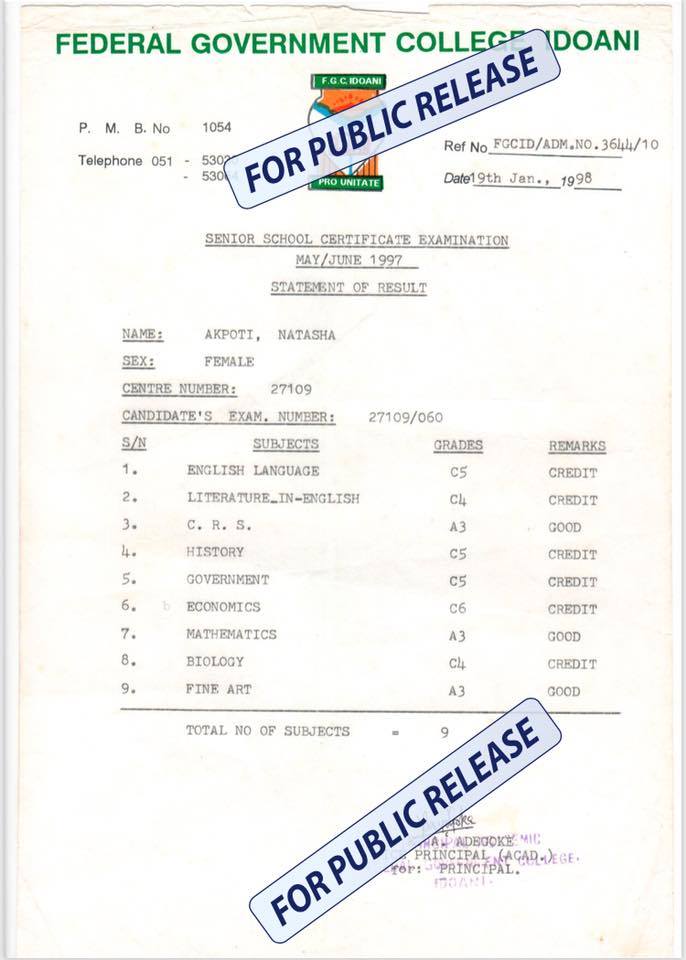 FEDERAL GOVERNMENT COLLEGE IDOANI
F.G.C. IDOANI
P. M. B. No 1054
Telephone 051 -
-
PRO UNITATE
Ref No FGCID/ADM.NO.3644/10
Date 19th Jan., 1998
FOR PUBLIC RELEASE
SENIOR SCHOOL CERTIFICATE EXAMINATION
MAY/JUNE 1997
STATEMENT OF RESULT
NAME: AKPOTI, NATASHA
SEX: FEMALE
CENTRE NUMBER: 27109
CANDIDATE'S EXAM. NUMBER: 27109/060
S/N SUBJECTS GRADES REMARKS
1. ENGLISH LANGUAGE C5 CREDIT
2. LITERATURE_IN-ENGLISH C4 CREDIT
3. C. R. S. A3 GOOD
4. HISTORY C5 CREDIT
5. GOVERNMENT C5 CREDIT
6. ECONOMICS C6 CREDIT
7. MATHEMATICS A3 GOOD
8. BIOLOGY C4 CREDIT
9. FINE ART A3 GOOD
TOTAL NO OF SUBJECTS = 9
FOR PUBLIC RELEASE
A. ADEGOKE
PRINCIPAL (ACAD.)
COLLEGE.
for: PRINCIPAL.
IDOANI.